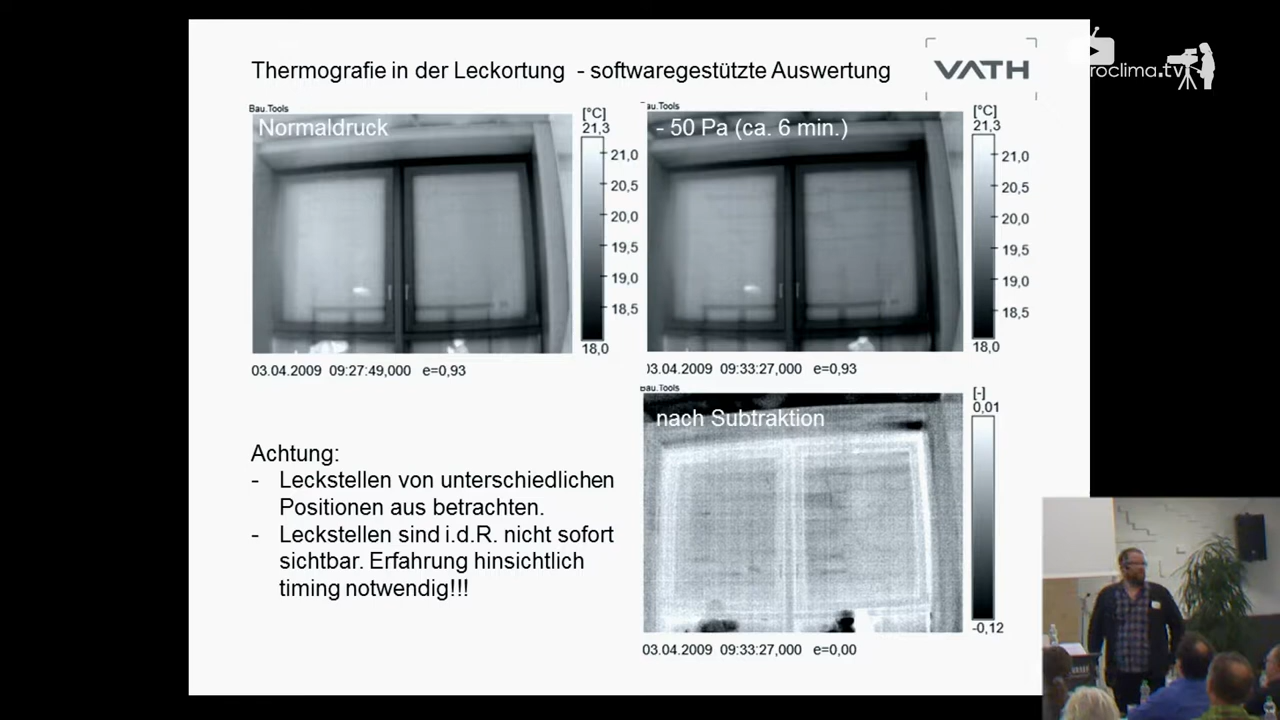 Thermografie in der Leckortung - softwaregestützte Auswertung
VATH
roclima.tv
Bau.Tools
Normaldruck
[°C]
21,3
21,0
20,5
20,0
19,5
19,0
18,5
18,0
03.04.2009 09:27:49,000 e=0,93
au.Tools
- 50 Pa (ca. 6 min.)
[°C]
21,3
21,0
20,5
20,0
19,5
19,0
18,5
18,0
03.04.2009 09:33:27,000 e=0,93
Bau.Tools
nach Subtraktion
[-]
0,01
-0,12
03.04.2009 09:33:27,000 e=0,00
Achtung:
- Leckstellen von unterschiedlichen
Positionen aus betrachten.
- Leckstellen sind i.d.R. nicht sofort
sichtbar. Erfahrung hinsichtlich
timing notwendig!!!